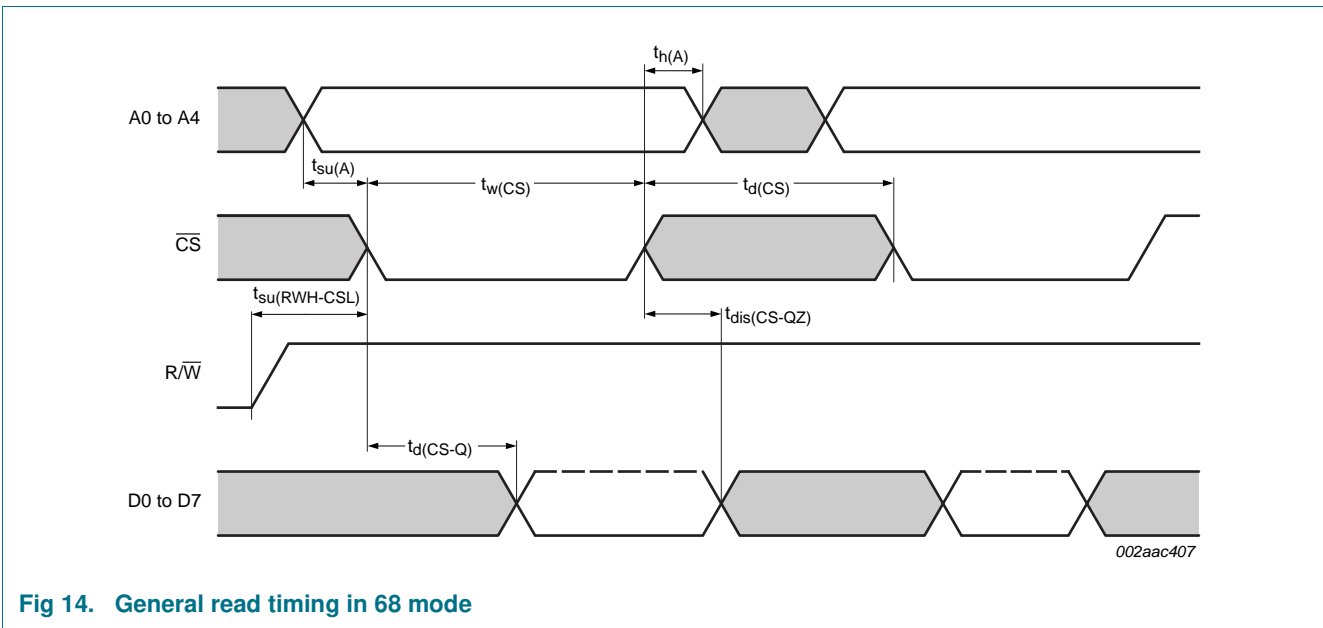 th(A)
A0 to A4
tsu(A)
tw(CS)
td(CS)
C̅S̅
tsu(RWH-CSL)
tdis(CS-QZ)
R/W̅
td(CS-Q)
D0 to D7
002aac407
Fig 14. General read timing in 68 mode